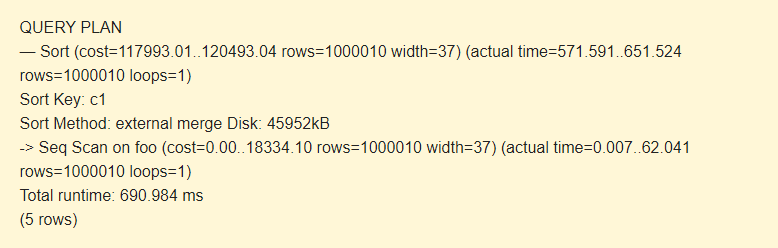 QUERY PLAN
— Sort (cost=117993.01..120493.04 rows=1000010 width=37) (actual time=571.591..651.524
rows=1000010 loops=1)
Sort Key: c1
Sort Method: external merge Disk: 45952kB
-> Seq Scan on foo (cost=0.00..18334.10 rows=1000010 width=37) (actual time=0.007..62.041
rows=1000010 loops=1)
Total runtime: 690.984 ms
(5 rows)